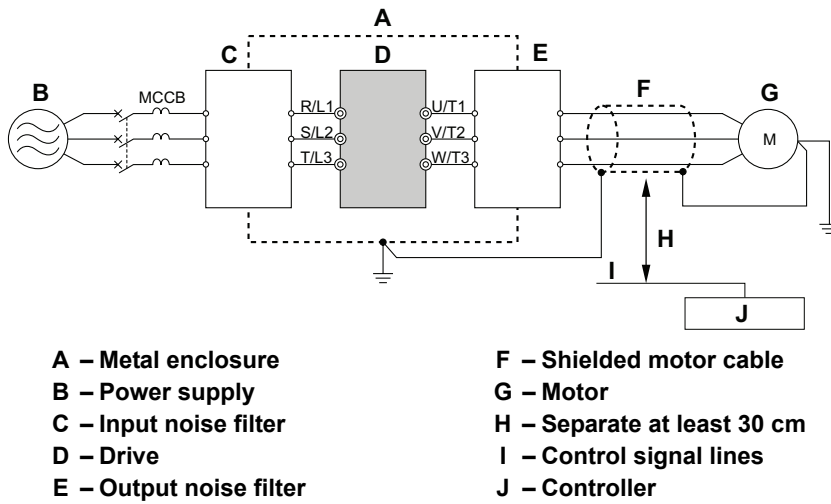 A
C
D
E
B
MCCB
R/L1
U/T1
F
G
S/L2
V/T2
M
T/L3
W/T3
H
I
J
A – Metal enclosure
B – Power supply
C – Input noise filter
D – Drive
E – Output noise filter
F – Shielded motor cable
G – Motor
H – Separate at least 30 cm
I – Control signal lines
J – Controller